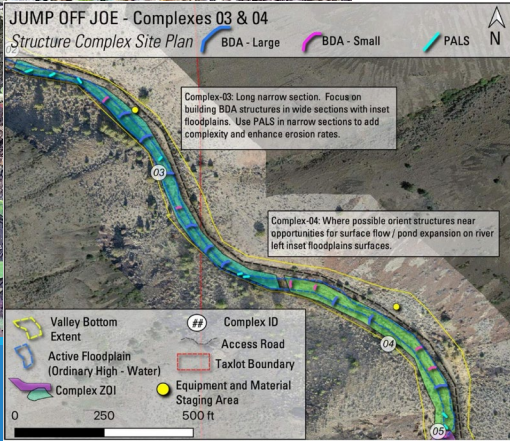 JUMP OFF JOE - Complexes 03 & 04
Structure Complex Site Plan
BDA - Large
BDA - Small
PALS
N
02
Complex-03: Long narrow section. Focus on
building BDA structures in wide sections with inset
floodplains. Use PALS in narrow sections to add
complexity and enhance erosion rates.
03
Complex-04: Where possible orient structures near
opportunities for surface flow / pond expansion on river
left inset floodplains surfaces.
04
05
Valley Bottom
Extent
Active Floodplain
(Ordinary High - Water)
Complex ZOI
##
Complex ID
Access Road
Taxlot Boundary
Equipment and Material
Staging Area
0 250 500 ft